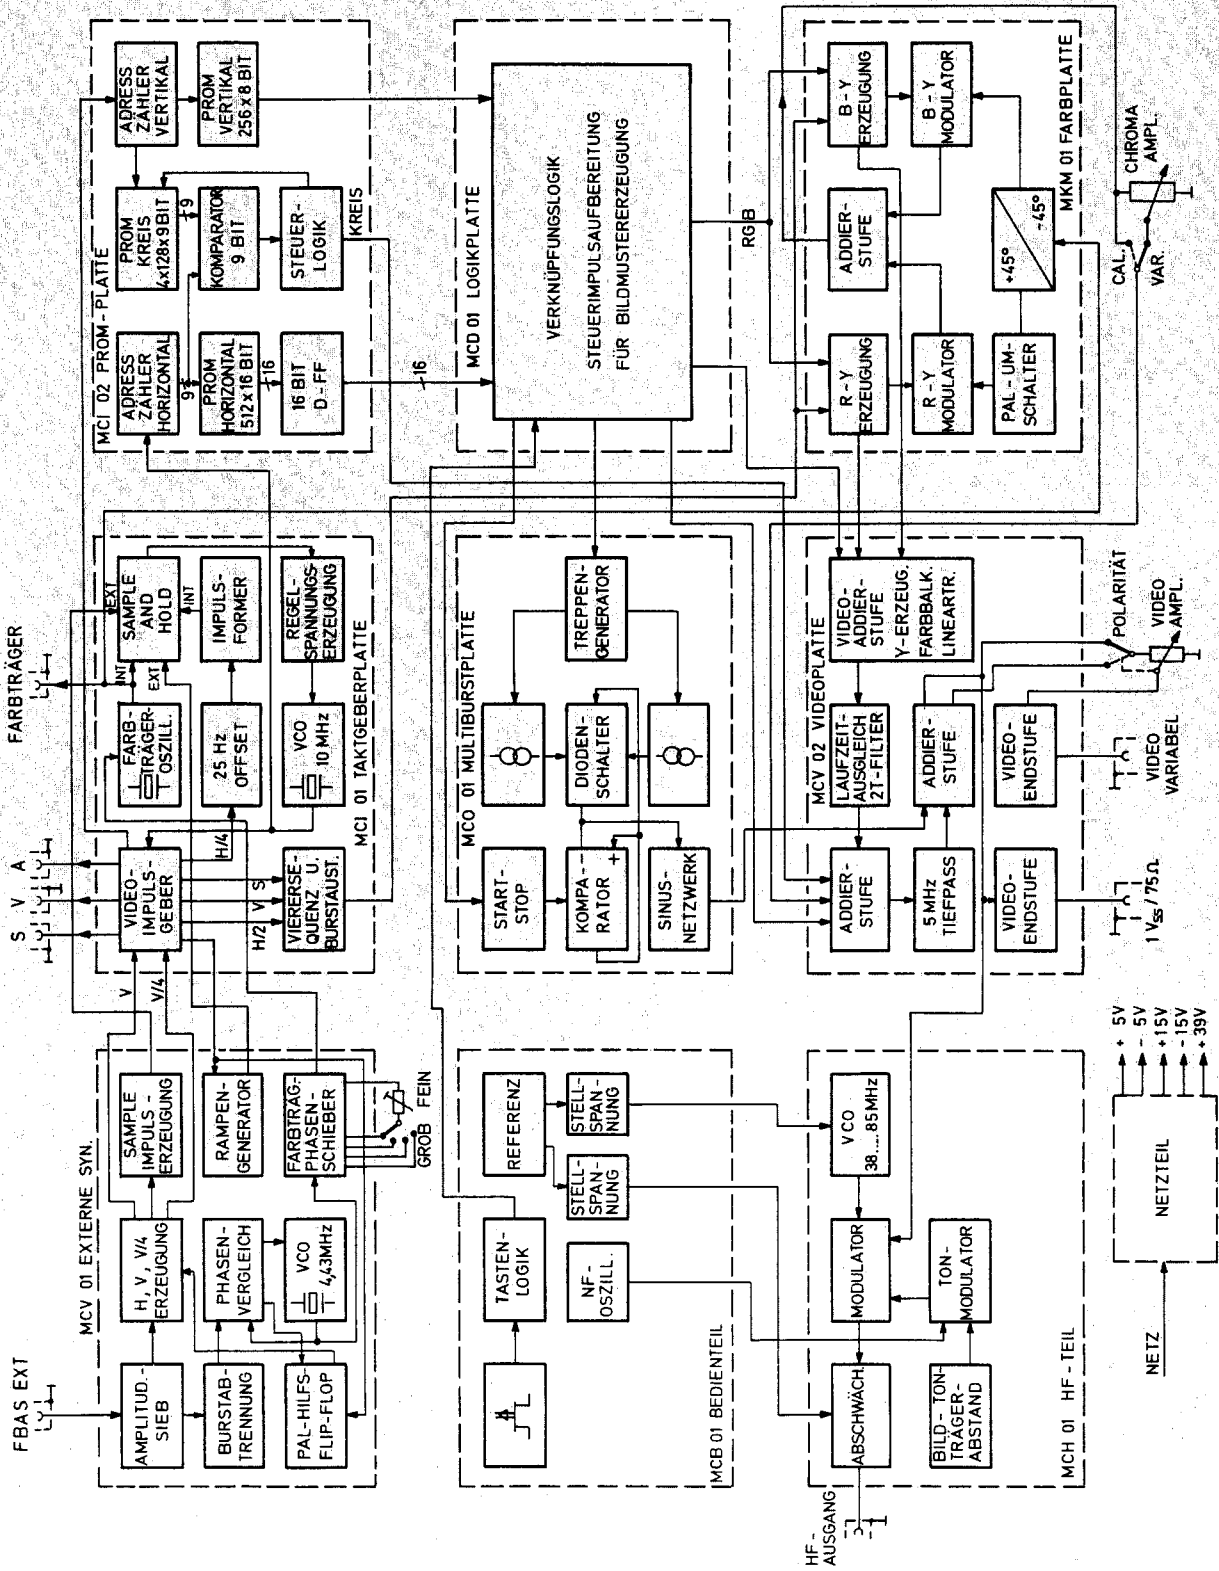 FBAS EXT
MCV 01 EXTERNE SYN.
AMPLITUD.
SIEB
H, V, V/4
ERZEUGUNG
SAMPLE
IMPULS-
ERZEUGUNG
BURSTAB-
TRENNUNG
PHASEN-
VERGLEICH
RAMPEN-
GENERATOR
PAL-HILFS-
FLIP-FLOP
VCO
4,43MHz
FARBTRÄG-
PHASEN-
SCHIEBER
GROB
FEIN
V
V/4
S
V
A
FARBTRÄGER
VIDEO-
IMPULS-
GEBER
FARB-
TRÄGER-
OSZILL.
INT
EXT
EXT
INT
SAMPLE
AND
HOLD
H/2
V
S
H/4
25 Hz
OFFSET
IMPULS-
FORMER
VIERERSE-
QUENZ U.
BURSTAUST.
VCO
10 MHz
REGEL-
SPANNUNGS-
ERZEUGUNG
MCI 01 TAKTGEBERPLATTE
MCI 02 PROM-PLATTE
ADRESS
ZÄHLER
HORIZONTAL
PROM
KREIS
4x128x9BIT
ADRESS
ZÄHLER
VERTIKAL
9
9
PROM
HORIZONTAL
512x16 BIT
KOMPARATOR
9 BIT
PROM
VERTIKAL
256x8 BIT
16
16 BIT
D-FF
STEUER-
LOGIK
KREIS
16
MCB 01 BEDIENTEIL
TASTEN-
LOGIK
REFERENZ
NF-
OSZILL.
STELL-
SPAN-
NUNG
STELL-
SPAN-
NUNG
MCO 01 MULTIBURSTPLATTE
START-
STOP
KOMPA-
RATOR
+
SINUS-
NETZWERK
DIODEN-
SCHALTER
TREPPEN-
GENERATOR
MCD 01 LOGIKPLATTE
VERKNÜPFUNGSLOGIK
STEUERIMPULSAUFBEREITUNG
FÜR BILDMUSTERERZEUGUNG
RGB
HF-
AUSGANG
MCH 01 HF-TEIL
ABSCHWÄCH.
MODULATOR
VCO
38....85MHz
BILD-TON-
TRÄGER-
ABSTAND
TON-
MODULATOR
MCV 02 VIDEOPLATTE
ADDIER-
STUFE
LAUFZEIT-
AUSGLEICH
2T-FILTER
VIDEO-
ADDIER-
STUFE
Y-ERZEUG.
FARBBALK.
LINEARTR.
5 MHz
TIEFPASS
ADDIER-
STUFE
VIDEO-
ENDSTUFE
VIDEO-
ENDSTUFE
1 Vss / 75Ω
VIDEO
VARIABEL
POLARITÄT
VIDEO
AMPL.
MKM 01 FARBPLATTE
R-Y
ERZEUGUNG
ADDIER-
STUFE
B-Y
ERZEUGUNG
R-Y
MODULATOR
B-Y
MODULATOR
PAL-UM-
SCHALTER
+45°
-45°
CAL.
VAR.
CHROMA
AMPL.
NETZ
NETZTEIL
+ 5V
- 5V
+15V
-15V
+39V